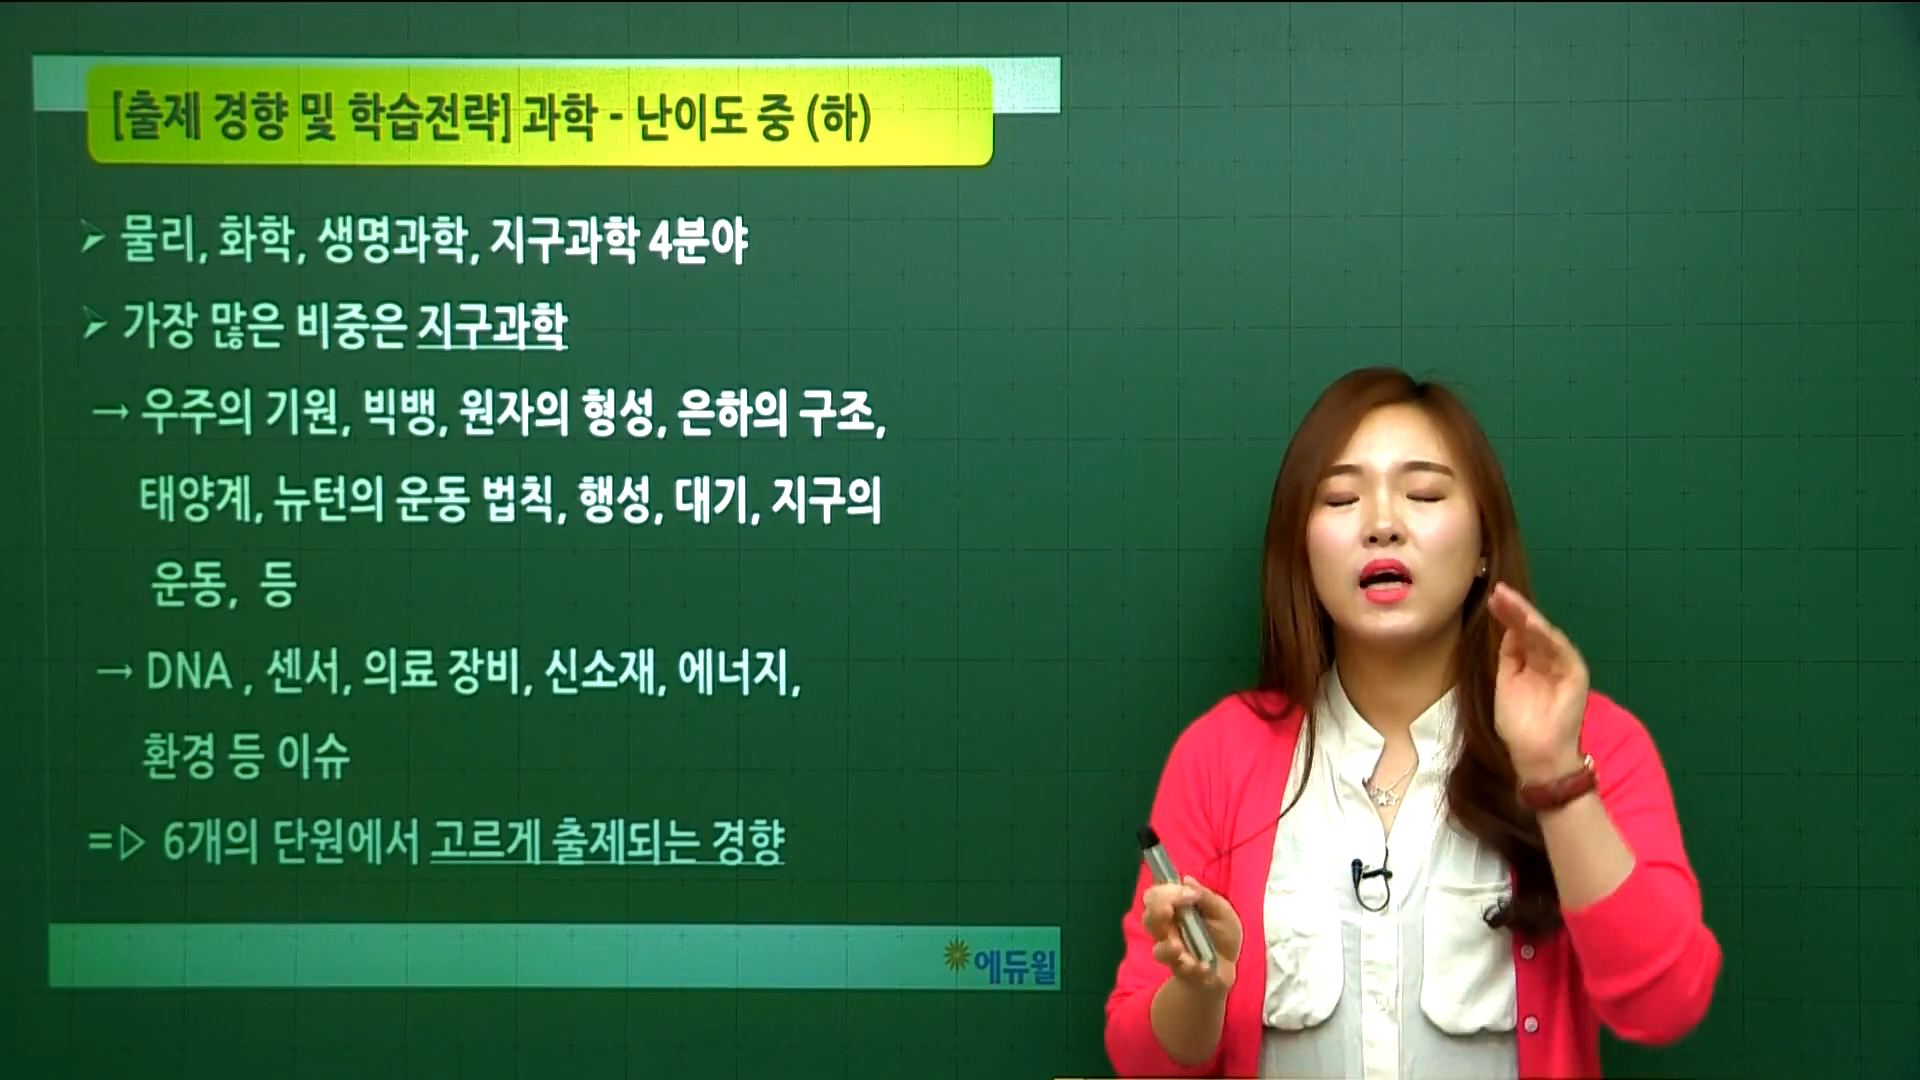 [출제 경향 및 학습전략] 과학 - 난이도 중 (하)
➢ 물리, 화학, 생명과학, 지구과학 4분야
➢ 가장 많은 비중은 지구과학
→ 우주의 기원, 빅뱅, 원자의 형성, 은하의 구조,
태양계, 뉴턴의 운동 법칙, 행성, 대기, 지구의
운동, 등
→ DNA , 센서, 의료 장비, 신소재, 에너지,
환경 등 이슈
=▷ 6개의 단원에서 고르게 출제되는 경향
에듀윌